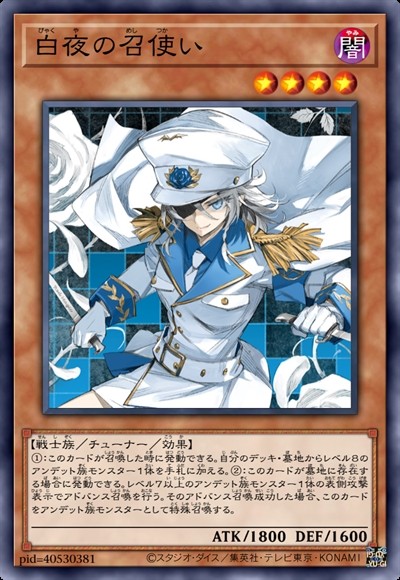 白夜の召使い
闇
【戦士族／チューナー／効果】
①：このカードが召喚した時に発動できる。自分のデッキ・墓地からレベル８の
アンデット族モンスター１体を手札に加える。②：このカードが墓地に存在す
る場合に発動できる。レベル７以上のアンデット族モンスター１体の表側攻撃
表示でアドバンス召喚を行う。そのアドバンス召喚成功した場合、このカード
をアンデット族モンスターとして特殊召喚する。
ATK/1800 DEF/1600
pid=40530381 ©スタジオ・ダイス／集英社・テレビ東京・KONAMI